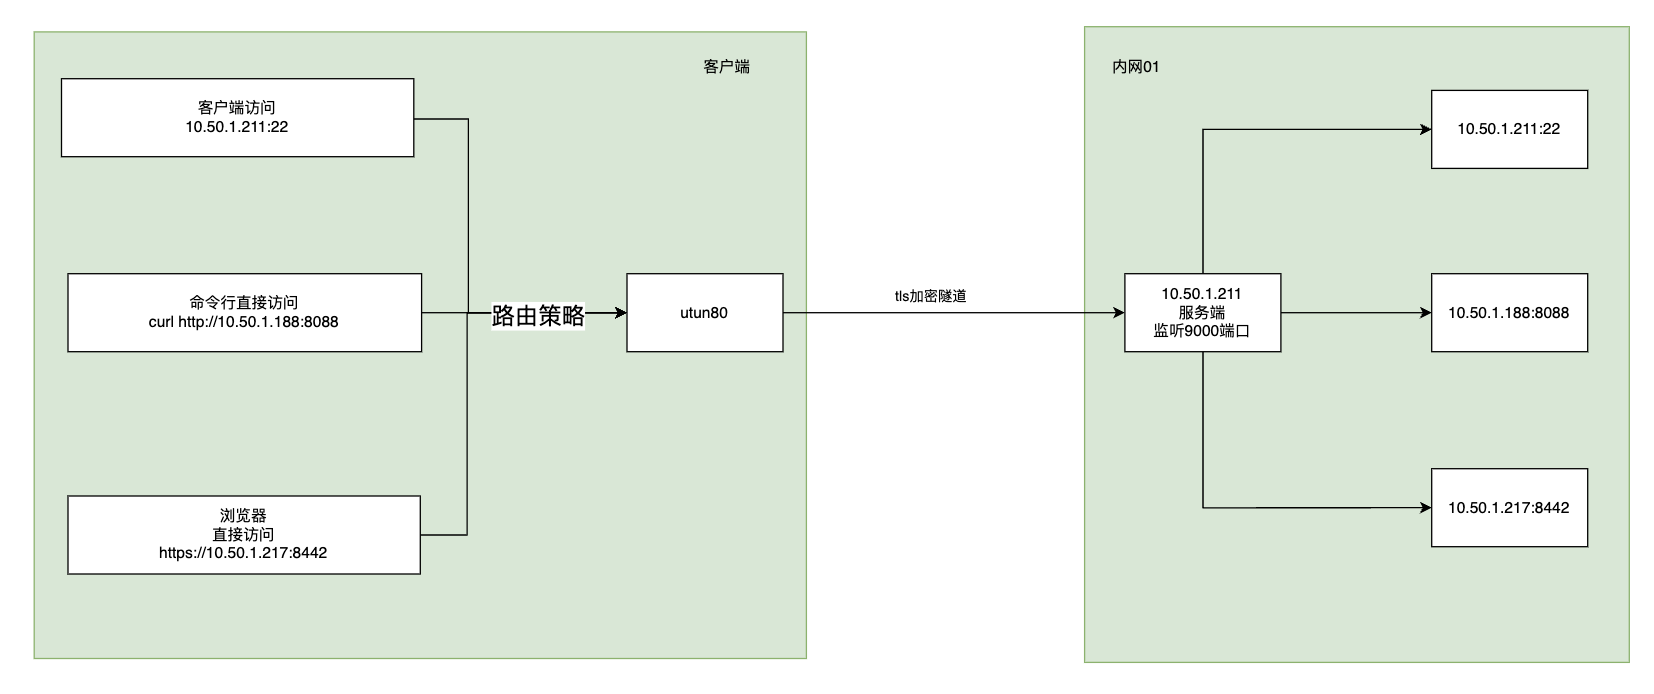 客户端
客户端访问
10.50.1.211:22
命令行直接访问
curl http://10.50.1.188:8088
浏览器
直接访问
https://10.50.1.217:8442
路由策略
utun80
tls加密隧道
内网01
10.50.1.211
服务端
监听9000端口
10.50.1.211:22
10.50.1.188:8088
10.50.1.217:8442